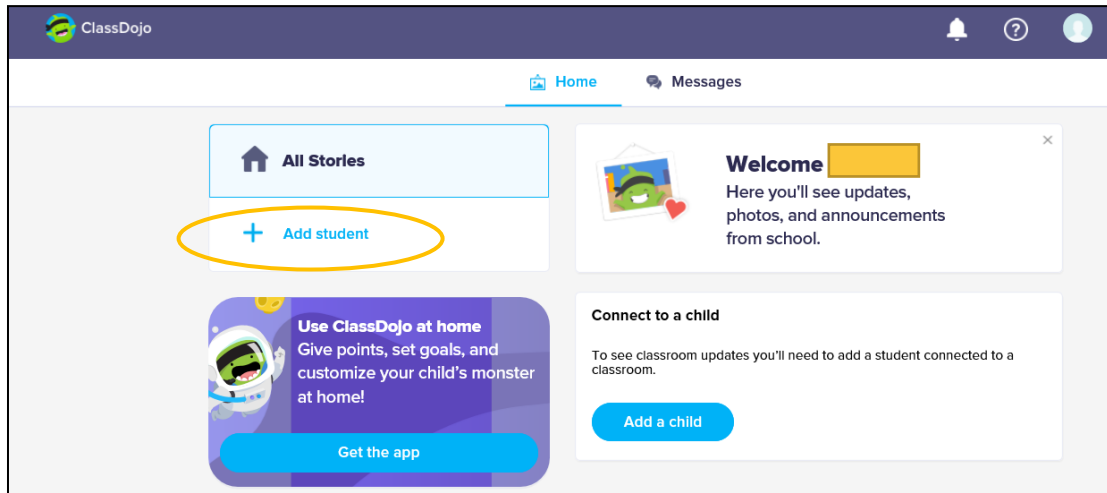 ClassDojo
Home
Messages
All Stories
Add student
Welcome
Here you'll see updates,
photos, and announcements
from school.
Use ClassDojo at home
Give points, set goals, and
customize your child's monster
at home!
Get the app
Connect to a child
To see classroom updates you'll need to add a student connected to a
classroom.
Add a child